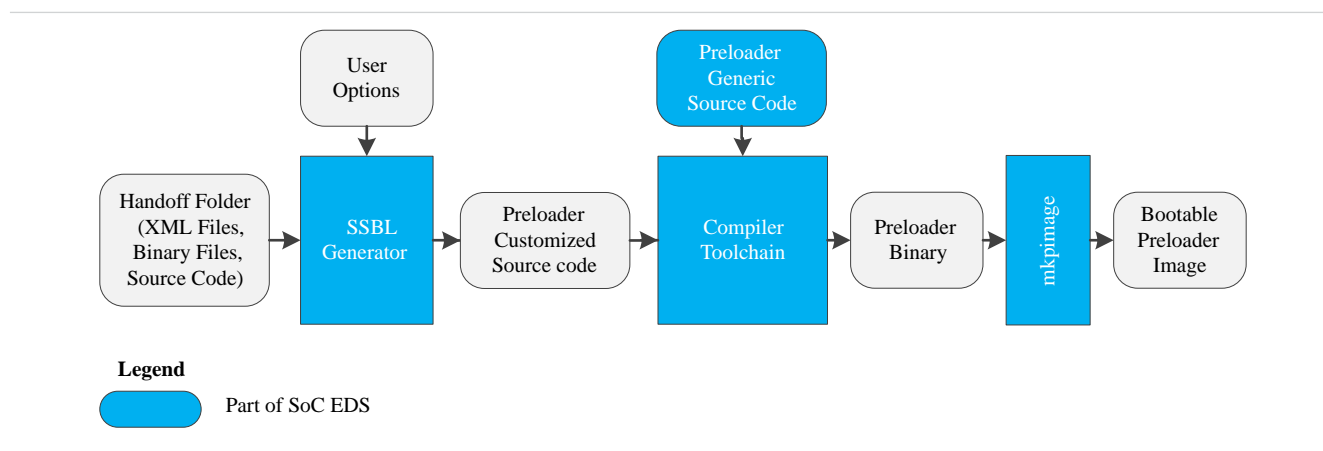 User
Options
Preloader
Generic
Source Code
Handoff Folder
(XML Files,
Binary Files,
Source Code)
SSBL
Generator
Preloader
Customized
Source code
Compiler
Toolchain
Preloader
Binary
mkpimage
Bootable
Preloader
Image
Legend
Part of SoC EDS